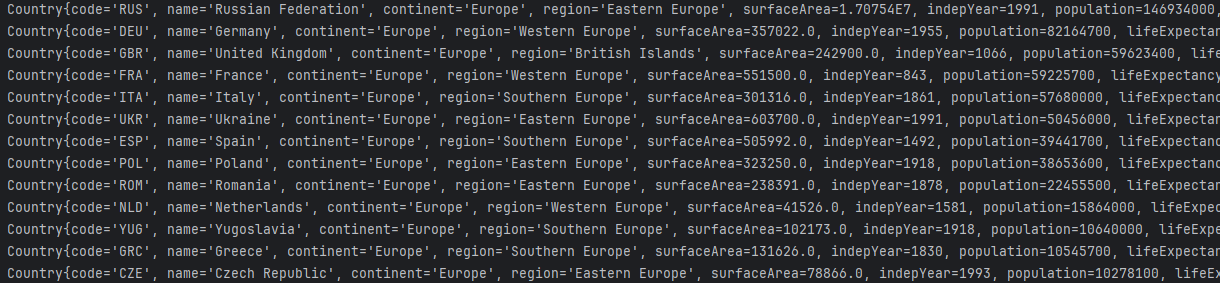 Country{code='RUS', name='Russian Federation', continent='Europe', region='Eastern Europe', surfaceArea=1.70754E7, indepYear=1991, population=146934000,
Country{code='DEU', name='Germany', continent='Europe', region='Western Europe', surfaceArea=357022.0, indepYear=1955, population=82164700, lifeExpectan
Country{code='GBR', name='United Kingdom', continent='Europe', region='British Islands', surfaceArea=242900.0, indepYear=1066, population=59623400, life
Country{code='FRA', name='France', continent='Europe', region='Western Europe', surfaceArea=551500.0, indepYear=843, population=59225700, lifeExpectancy
Country{code='ITA', name='Italy', continent='Europe', region='Southern Europe', surfaceArea=301316.0, indepYear=1861, population=57680000, lifeExpectanc
Country{code='UKR', name='Ukraine', continent='Europe', region='Eastern Europe', surfaceArea=603700.0, indepYear=1991, population=50456000, lifeExpectan
Country{code='ESP', name='Spain', continent='Europe', region='Southern Europe', surfaceArea=505992.0, indepYear=1492, population=39441700, lifeExpectanc
Country{code='POL', name='Poland', continent='Europe', region='Eastern Europe', surfaceArea=323250.0, indepYear=1918, population=38653600, lifeExpectanc
Country{code='ROM', name='Romania', continent='Europe', region='Eastern Europe', surfaceArea=238391.0, indepYear=1878, population=22455500, lifeExpectan
Country{code='NLD', name='Netherlands', continent='Europe', region='Western Europe', surfaceArea=41526.0, indepYear=1581, population=15864000, lifeExpec
Country{code='YUG', name='Yugoslavia', continent='Europe', region='Southern Europe', surfaceArea=102173.0, indepYear=1918, population=10640000, lifeExpe
Country{code='GRC', name='Greece', continent='Europe', region='Southern Europe', surfaceArea=131626.0, indepYear=1830, population=10545700, lifeExpectan
Country{code='CZE', name='Czech Republic', continent='Europe', region='Eastern Europe', surfaceArea=78866.0, indepYear=1993, population=10278100, lifeEx